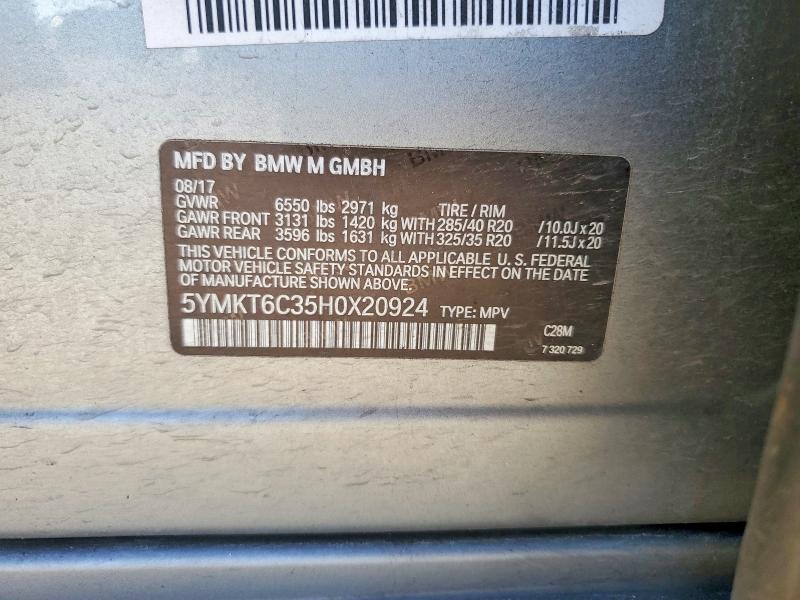 MFD BY BMW M GMBH
08/17
GVWR 6550 lbs 2971 kg TIRE / RIM
GAWR FRONT 3131 lbs 1420 kg WITH 285/40 R20 /10.0J x 20
GAWR REAR 3596 lbs 1631 kg WITH 325/35 R20 /11.5J x 20
THIS VEHICLE CONFORMS TO ALL APPLICABLE U. S. FEDERAL
MOTOR VEHICLE SAFETY STANDARDS IN EFFECT ON THE DATE
OF MANUFACTURE SHOWN ABOVE.
5YMKT6C35H0X20924 TYPE: MPV
C28M
7 320 729